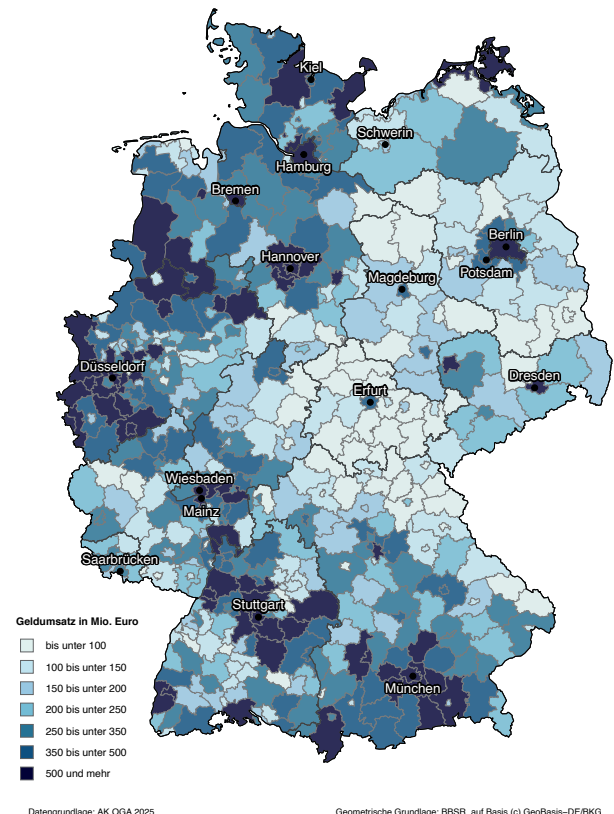 Kiel
Schwerin
Hamburg
Bremen
Berlin
Hannover
Potsdam
Magdeburg
Düsseldorf
Dresden
Erfurt
Wiesbaden
Mainz
Saarbrücken
Stuttgart
München
Geldumsatz in Mio. Euro
bis unter 100
100 bis unter 150
150 bis unter 200
200 bis unter 250
250 bis unter 350
350 bis unter 500
500 und mehr
Datengrundlage: AK OGA 2025
Geometrische Grundlage: BBSR, auf Basis (c) GeoBasis–DE/BKG